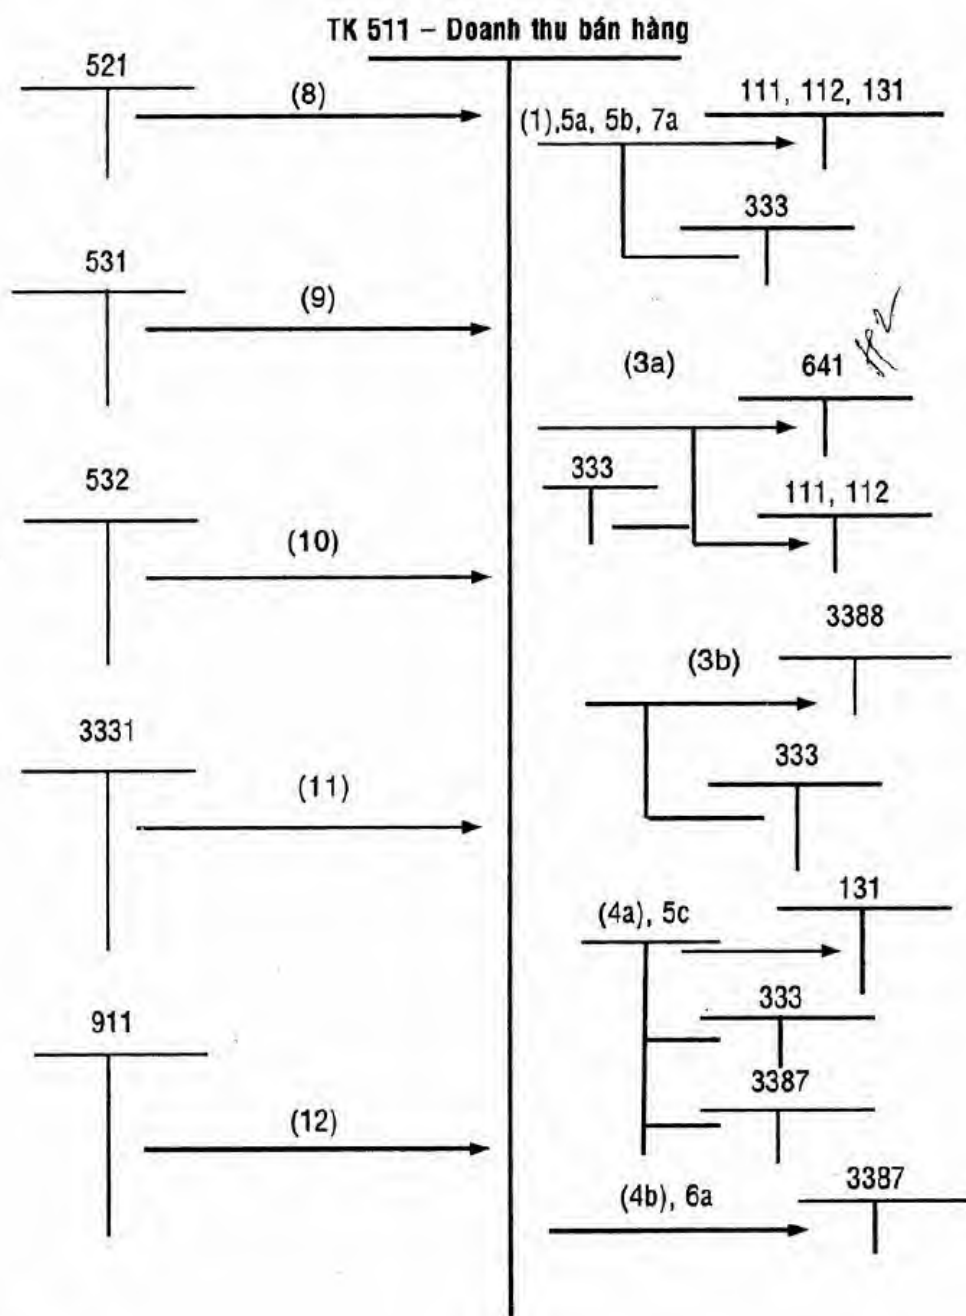 TK 511 – Doanh thu bán hàng
521
(8)
111, 112, 131
(1),5a, 5b, 7a
333
531
(9)
(3a)
641
333
111, 112
532
(10)
3388
(3b)
333
3331
(11)
131
(4a), 5c
333
3387
911
(12)
(4b), 6a
3387